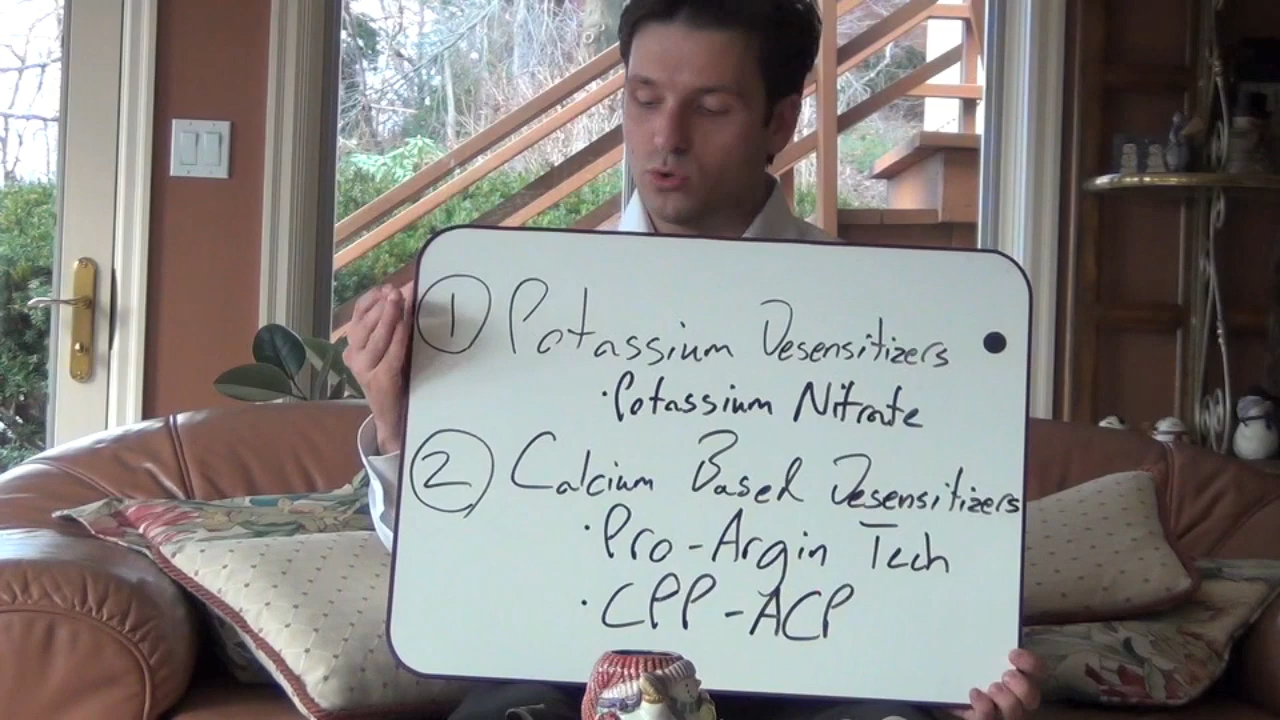 ① Potassium Desensitizers
·Potassium Nitrate
② Calcium Based Desensitizers
·Pro-Argin Tech
·CPP-ACP